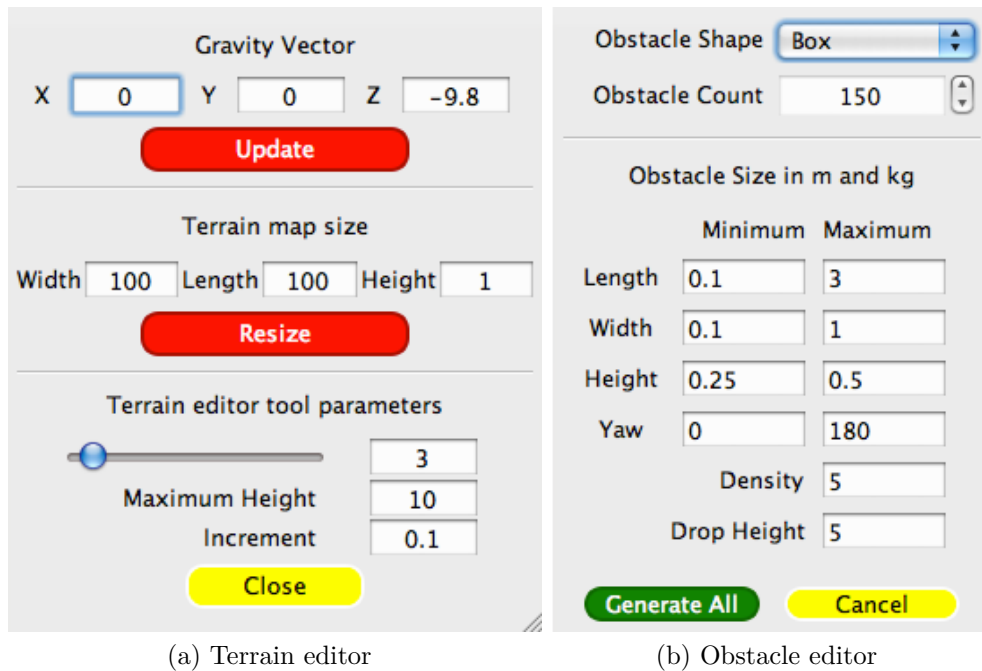 Gravity Vector
X 0 Y 0 Z -9.8
Update
Terrain map size
Width 100 Length 100 Height 1
Resize
Terrain editor tool parameters
3
Maximum Height 10
Increment 0.1
Close
(a) Terrain editor
Obstacle Shape Box
Obstacle Count 150
Obstacle Size in m and kg
Minimum Maximum
Length 0.1 3
Width 0.1 1
Height 0.25 0.5
Yaw 0 180
Density 5
Drop Height 5
Generate All Cancel
(b) Obstacle editor